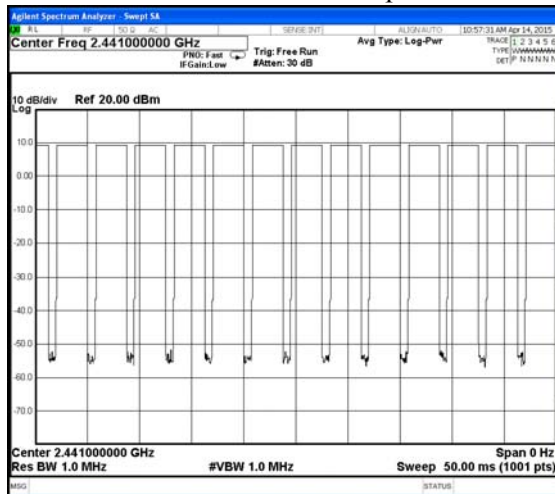 Agilent Spectrum Analyzer - Swept SA
RL RF 50 Ω AC SENSE:INT ALIGN AUTO 10:57:31 AM Apr 14, 2015
Center Freq 2.441000000 GHz
PNO: Fast
IFGain:Low
Trig: Free Run
#Atten: 30 dB
Avg Type: Log-Pwr
TRACE 1 2 3 4 5 6
TYPE
DET P N N N N N
10 dB/div Ref 20.00 dBm
Log
10.0
0.00
-10.0
-20.0
-30.0
-40.0
-50.0
-60.0
-70.0
Center 2.441000000 GHz Span 0 Hz
Res BW 1.0 MHz #VBW 1.0 MHz Sweep 50.00 ms (1001 pts)
MSG STATUS